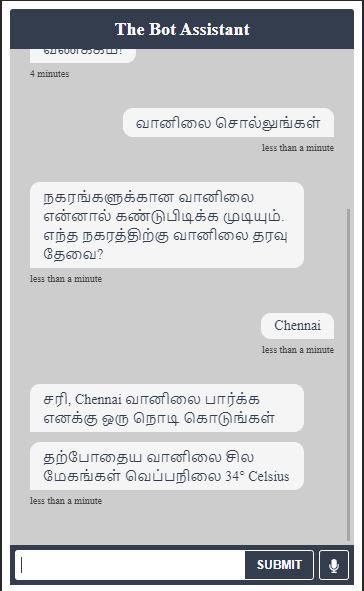 The Bot Assistant
வணக்கம்!
4 minutes
வானிலை சொல்லுங்கள்
less than a minute
நகரங்களுக்கான வானிலை
என்னால் கண்டுபிடிக்க முடியும்.
எந்த நகரத்திற்கு வானிலை தரவு
தேவை?
less than a minute
Chennai
less than a minute
சரி, Chennai வானிலை பார்க்க
எனக்கு ஒரு நொடி கொடுங்கள்
தற்போதைய வானிலை சில
மேகங்கள் வெப்பநிலை 34° Celsius
less than a minute
SUBMIT